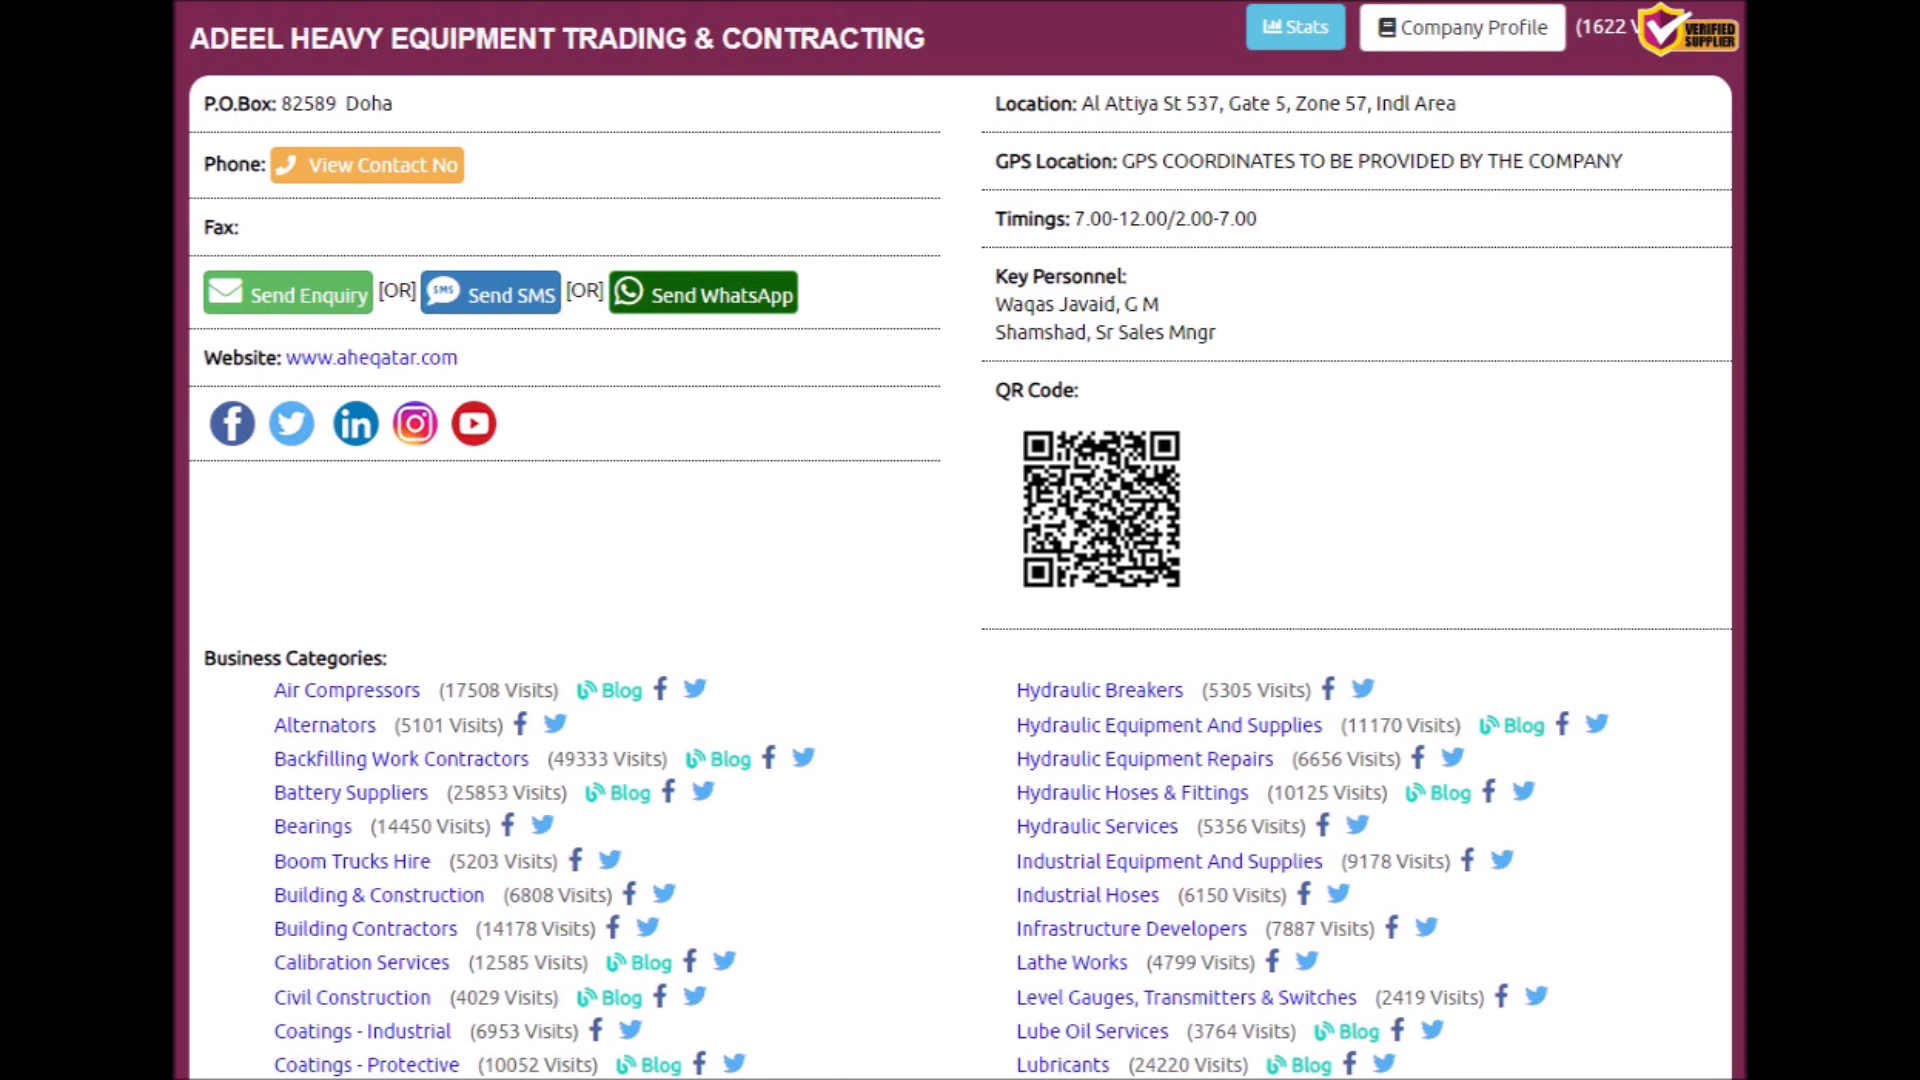 ADEEL HEAVY EQUIPMENT TRADING & CONTRACTING
Stats
Company Profile
(1622 V
VERIFIED
SUPPLIER
P.O.Box: 82589 Doha
Phone: View Contact No
Fax:
Send Enquiry [OR] SMS Send SMS [OR] Send WhatsApp
Website: www.aheqatar.com
Location: Al Attiya St 537, Gate 5, Zone 57, Indl Area
GPS Location: GPS COORDINATES TO BE PROVIDED BY THE COMPANY
Timings: 7.00-12.00/2.00-7.00
Key Personnel:
Waqas Javaid, G M
Shamshad, Sr Sales Mngr
QR Code:
Business Categories:
Air Compressors (17508 Visits) Blog
Alternators (5101 Visits)
Backfilling Work Contractors (49333 Visits) Blog
Battery Suppliers (25853 Visits) Blog
Bearings (14450 Visits)
Boom Trucks Hire (5203 Visits)
Building & Construction (6808 Visits)
Building Contractors (14178 Visits)
Calibration Services (12585 Visits) Blog
Civil Construction (4029 Visits) Blog
Coatings - Industrial (6953 Visits)
Coatings - Protective (10052 Visits) Blog
Hydraulic Breakers (5305 Visits)
Hydraulic Equipment And Supplies (11170 Visits) Blog
Hydraulic Equipment Repairs (6656 Visits)
Hydraulic Hoses & Fittings (10125 Visits) Blog
Hydraulic Services (5356 Visits)
Industrial Equipment And Supplies (9178 Visits)
Industrial Hoses (6150 Visits)
Infrastructure Developers (7887 Visits)
Lathe Works (4799 Visits)
Level Gauges, Transmitters & Switches (2419 Visits)
Lube Oil Services (3764 Visits) Blog
Lubricants (24220 Visits) Blog